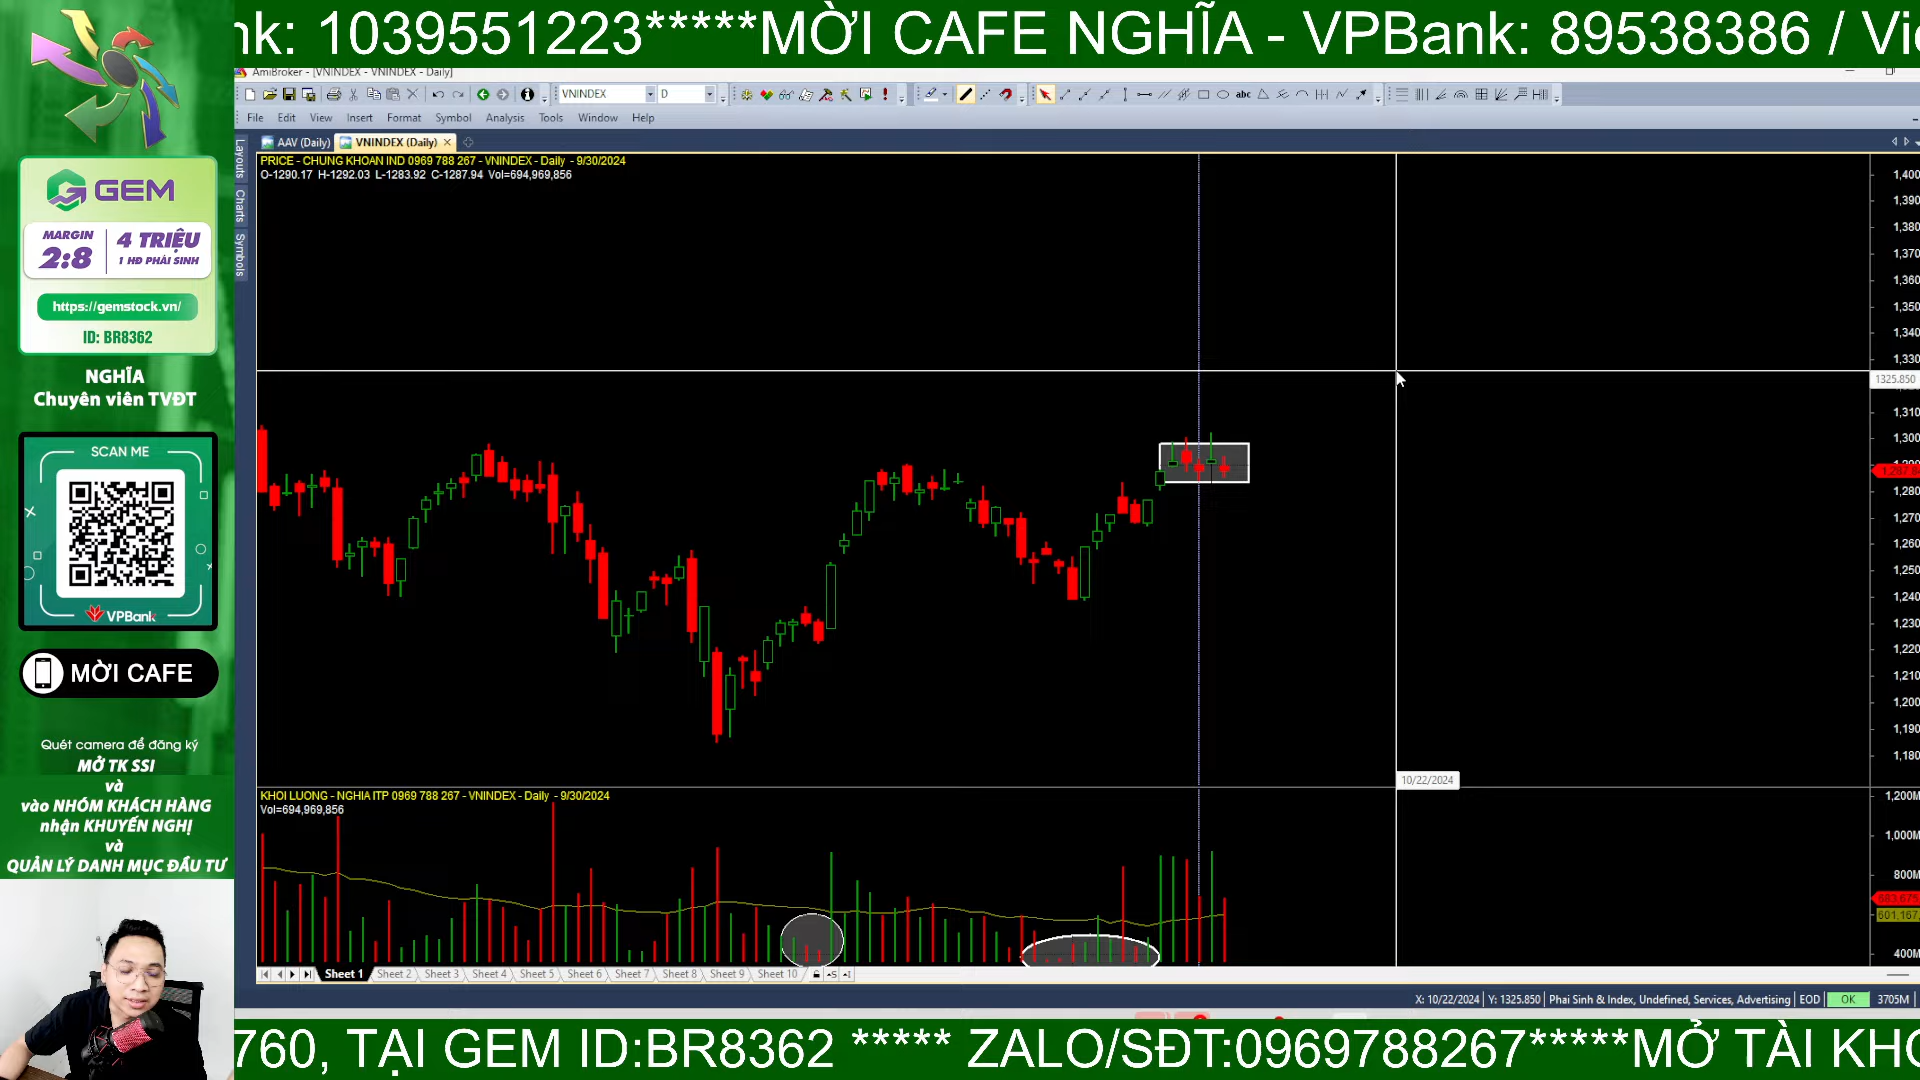 nk: 1039551223*****MỜI CAFE NGHĨA - VPBank: 89538386 / Vi
GEM
MARGIN
2:8
4 TRIỆU
1 HĐ PHÁI SINH
https://gemstock.vn/
ID: BR8362
NGHĨA
Chuyên viên TVĐT
SCAN ME
VPBank
MỜI CAFE
Quét camera để đăng ký
MỞ TK SSI
và
vào NHÓM KHÁCH HÀNG
nhận KHUYẾN NGHỊ
và
QUẢN LÝ DANH MỤC ĐẦU TƯ
AmiBroker - [VNINDEX - VNINDEX - Daily]
VNINDEX D
abc
File Edit View Insert Format Symbol Analysis Tools Window Help
AAV (Daily) VNINDEX (Daily)
Layouts
Charts
Symbols
PRICE - CHUNG KHOAN IND 0969 788 267 - VNINDEX - Daily - 9/30/2024
O-1290.17 H-1292.03 L-1283.92 C-1287.94 Vol=694,969,856
1,400
1,390
1,380
1,370
1,360
1,350
1,340
1,330
1325.850
1,310
1,300
1,280
1,270
1,260
1,250
1,240
1,230
1,220
1,210
1,200
1,190
1,180
10/22/2024
KHOI LUONG - NGHIA ITP 0969 788 267 - VNINDEX - Daily - 9/30/2024
Vol=694,969,856
1,200M
1,000M
800M
601,167
400M
Sheet 1 Sheet 2 Sheet 3 Sheet 4 Sheet 5 Sheet 6 Sheet 7 Sheet 8 Sheet 9 Sheet 10
X: 10/22/2024 Y: 1325.850 Phai Sinh & Index, Undefined, Services, Advertising EOD OK 3705M
760, TẠI GEM ID:BR8362 ***** ZALO/SĐT:0969788267*****MỞ TÀI KHO